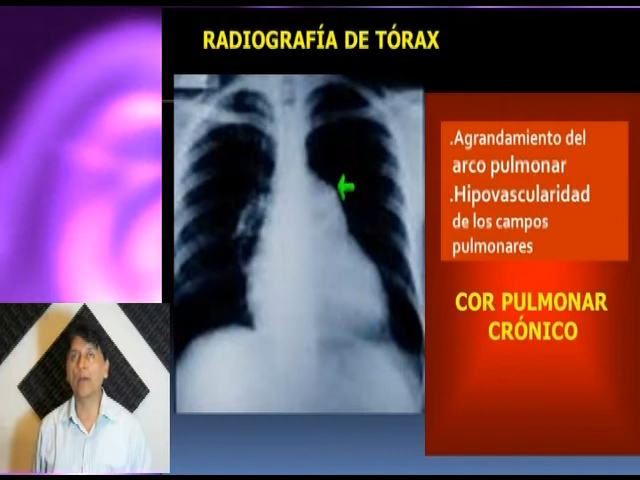 RADIOGRAFÍA DE TÓRAX
.Agrandamiento del
arco pulmonar
.Hipovascularidad
de los campos
pulmonares
COR PULMONAR
CRÓNICO